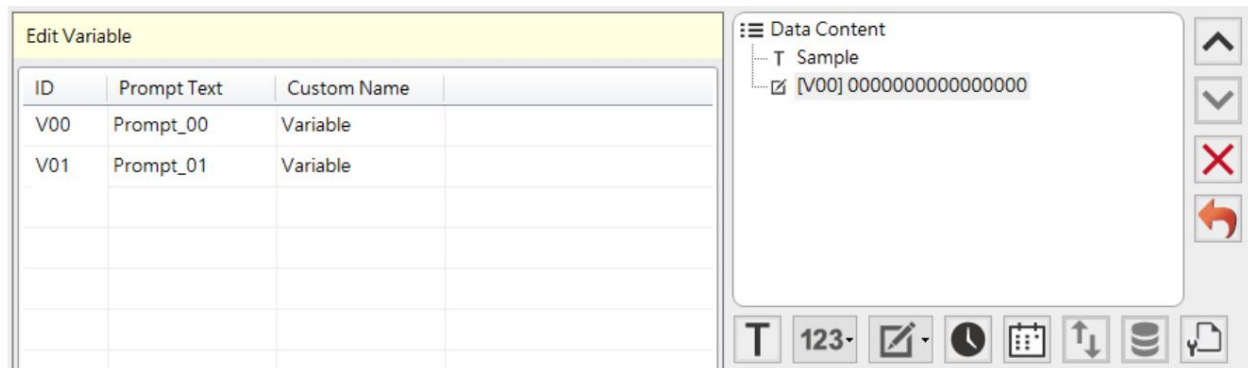 Edit Variable
ID Prompt Text Custom Name
V00 Prompt_00 Variable
V01 Prompt_01 Variable
Data Content
T Sample
[V00] 0000000000000000
T 123